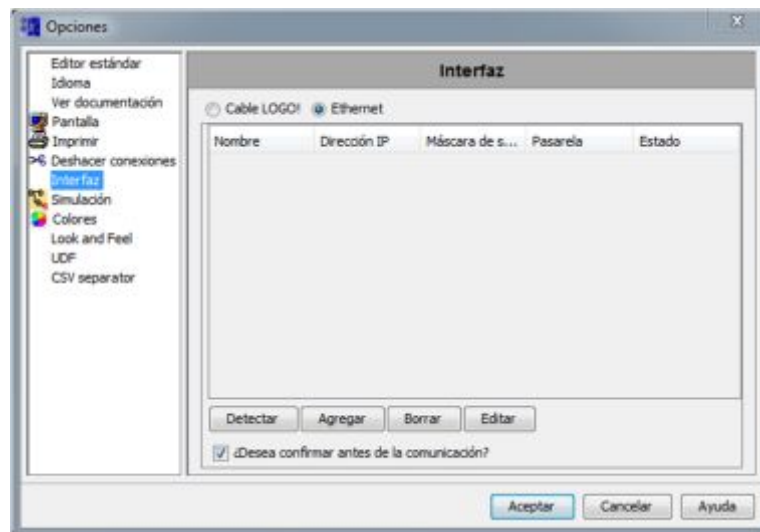 Opciones
Editor estándar
Idioma
Ver documentación
Pantalla
Imprimir
Deshacer conexiones
Interfaz
Simulación
Colores
Look and Feel
UDF
CSV separator
Interfaz
Cable LOGO! Ethernet
Nombre Dirección IP Máscara de s... Pasarela Estado
Detectar Agregar Borrar Editar
¿Desea confirmar antes de la comunicación?
Aceptar Cancelar Ayuda